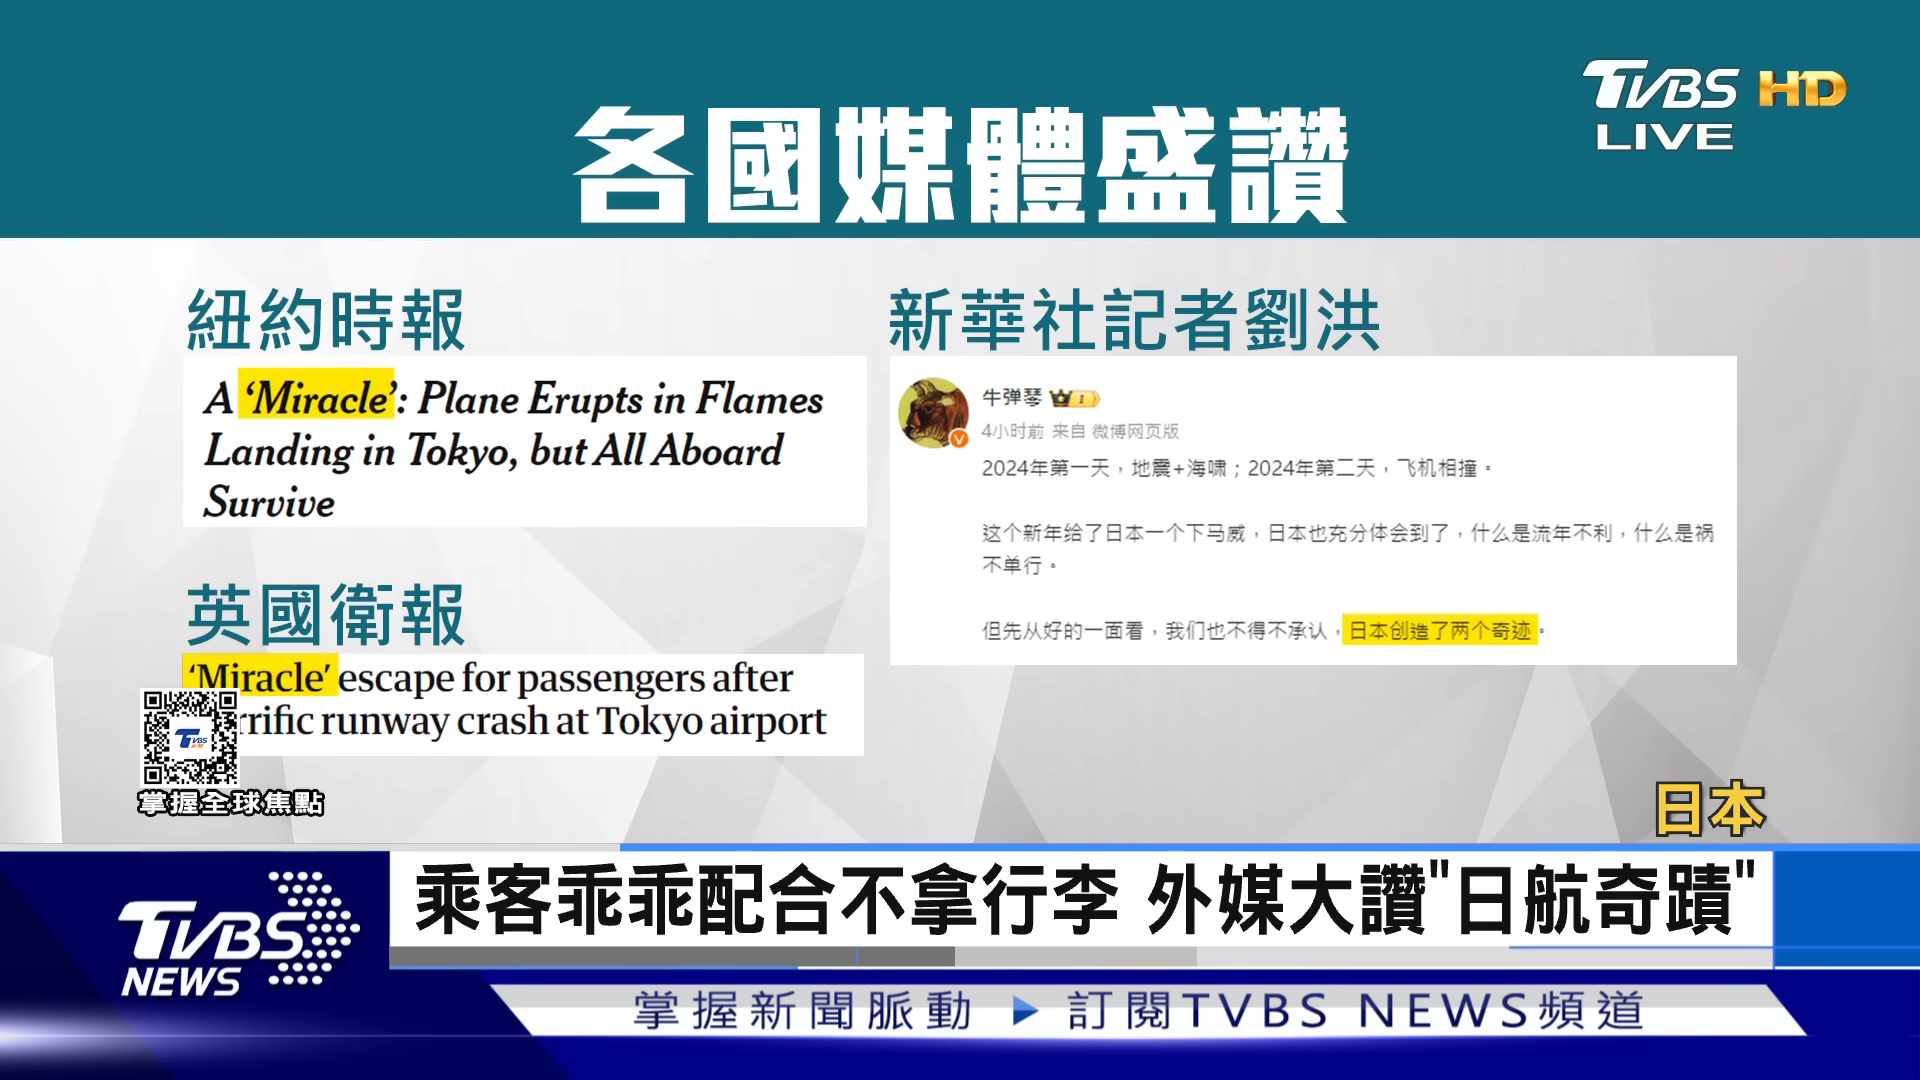 TVBS HD
LIVE
各國媒體盛讚
紐約時報
A ‘Miracle’: Plane Erupts in Flames
Landing in Tokyo, but All Aboard
Survive
英國衛報
‘Miracle’ escape for passengers after
rrific runway crash at Tokyo airport
新華社記者劉洪
牛弹琴 1
4小时前 来自 微博网页版
2024年第一天，地震+海啸；2024年第二天，飞机相撞。
这个新年给了日本一个下马威，日本也充分体会到了，什么是流年不利，什么是祸
不单行。
但先从好的一面看，我们也不得不承认，日本创造了两个奇迹。
TVBS
新聞
掌握全球焦點
日本
乘客乖乖配合不拿行李 外媒大讚"日航奇蹟"
TVBS
NEWS
掌握新聞脈動 ▶ 訂閱TVBS NEWS頻道